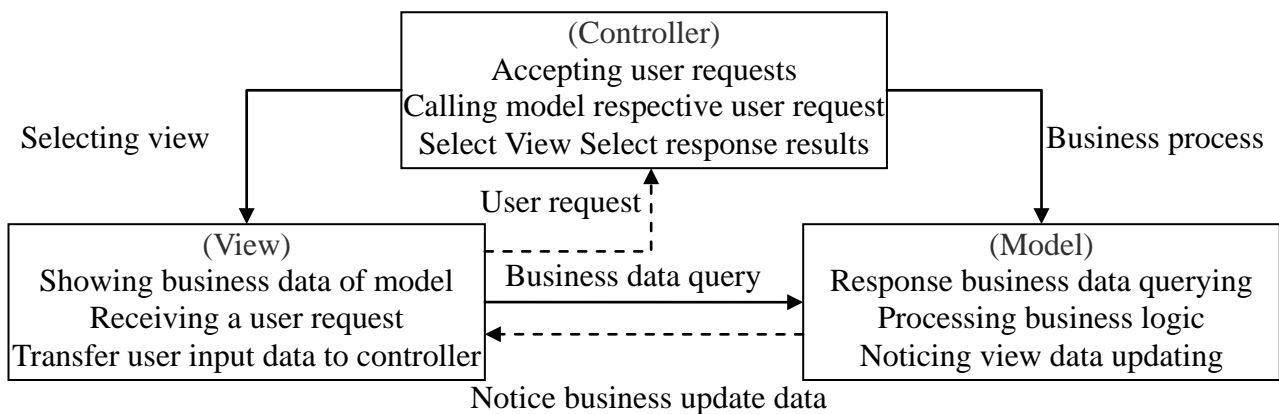 (Controller)
Accepting user requests
Calling model respective user request
Select View Select response results
Selecting view
Business process
User request
(View)
Showing business data of model
Receiving a user request
Transfer user input data to controller
Business data query
(Model)
Response business data querying
Processing business logic
Noticing view data updating
Notice business update data